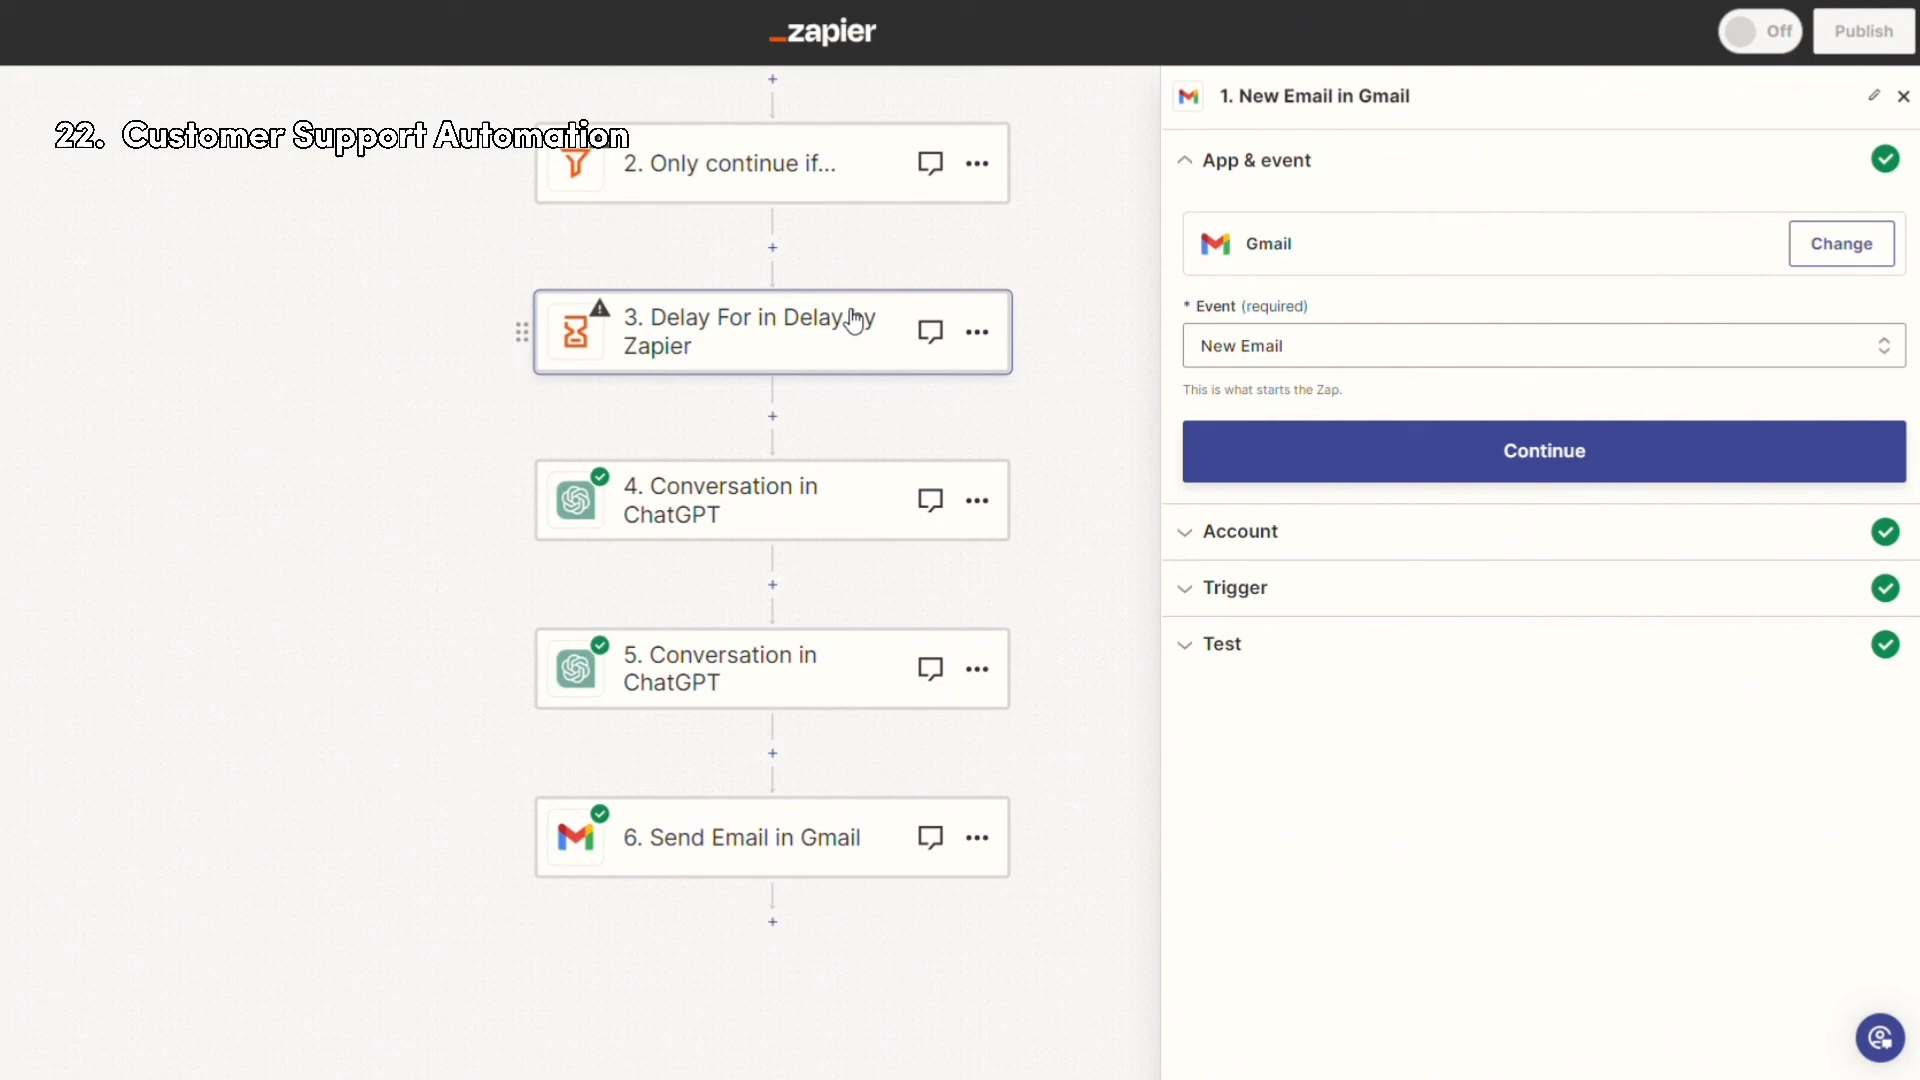 zapier
Off
Publish
22. Customer Support Automation
2. Only continue if...
3. Delay For in Delay by
Zapier
4. Conversation in
ChatGPT
5. Conversation in
ChatGPT
6. Send Email in Gmail
1. New Email in Gmail
App & event
Gmail
Change
* Event (required)
New Email
This is what starts the Zap.
Continue
Account
Trigger
Test